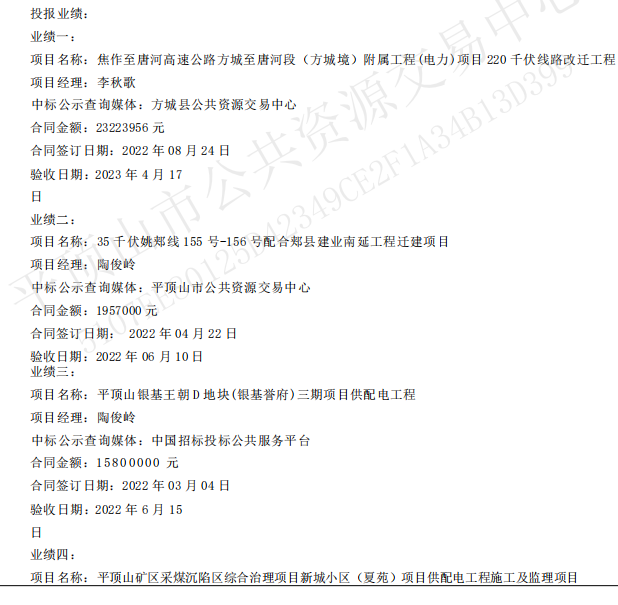 投报业绩：
业绩一：
项目名称：焦作至唐河高速公路方城至唐河段（方城境）附属工程(电力)项目 220 千伏线路改迁工程
项目经理：李秋歌
中标公示查询媒体：方城县公共资源交易中心
合同金额：23223956 元
合同签订日期：2022 年 08 月 24 日
验收日期：2023 年 4 月 17
日
业绩二：
项目名称：35 千伏姚郏线 155 号-156 号配合郏县建业南延工程迁建项目
项目经理：陶俊岭
中标公示查询媒体：平顶山市公共资源交易中心
合同金额：1957000 元
合同签订日期： 2022 年 04 月 22 日
验收日期：2022 年 06 月 10 日
业绩三：
项目名称：平顶山银基王朝 D 地块(银基誉府)三期项目供配电工程
项目经理：陶俊岭
中标公示查询媒体：中国招标投标公共服务平台
合同金额：15800000 元
合同签订日期：2022 年 03 月 04 日
验收日期：2022 年 6 月 15
日
业绩四：
项目名称：平顶山矿区采煤沉陷区综合治理项目新城小区（夏苑）项目供配电工程施工及监理项目
平顶山市公共资源交易中心